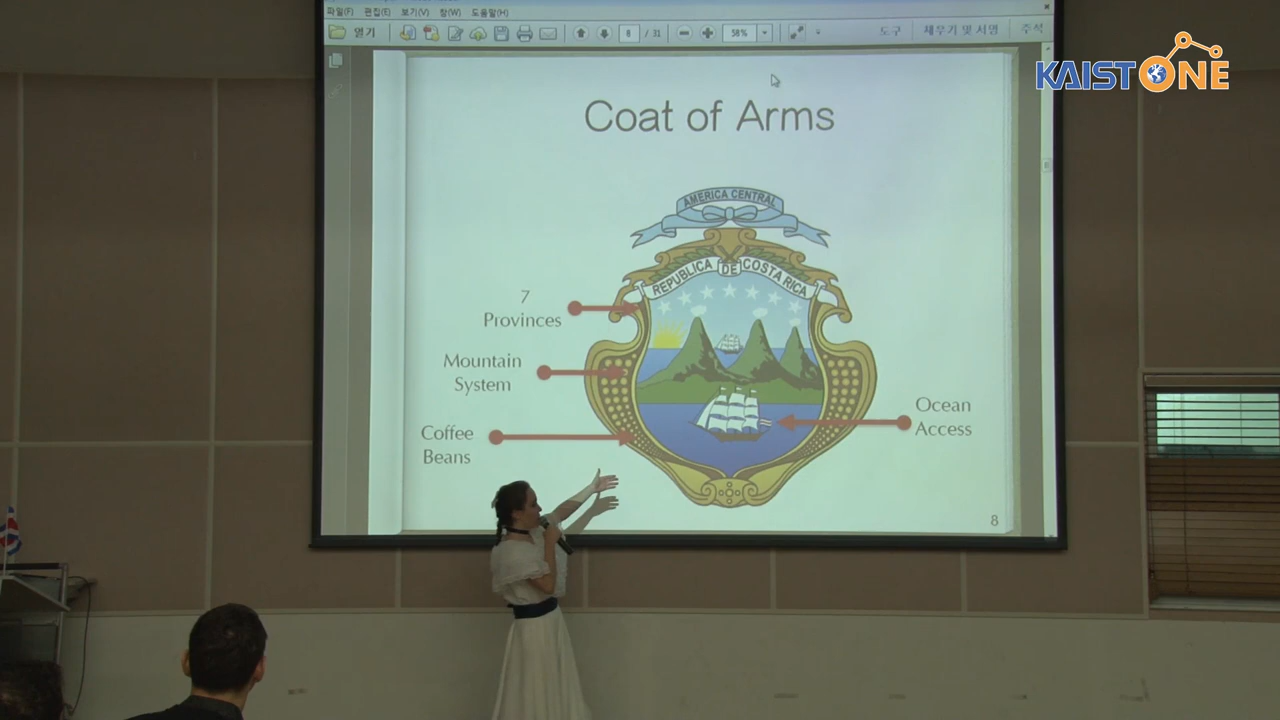 파일(F) 편집(E) 보기(V) 창(W) 도움말(H)
열기 8 / 31 58% 도구 채우기 및 서명 주석
KAIST ONE
Coat of Arms
AMERICA CENTRAL
REPUBLICA DE COSTA RICA
7
Provinces
Mountain
System
Coffee
Beans
Ocean
Access
8